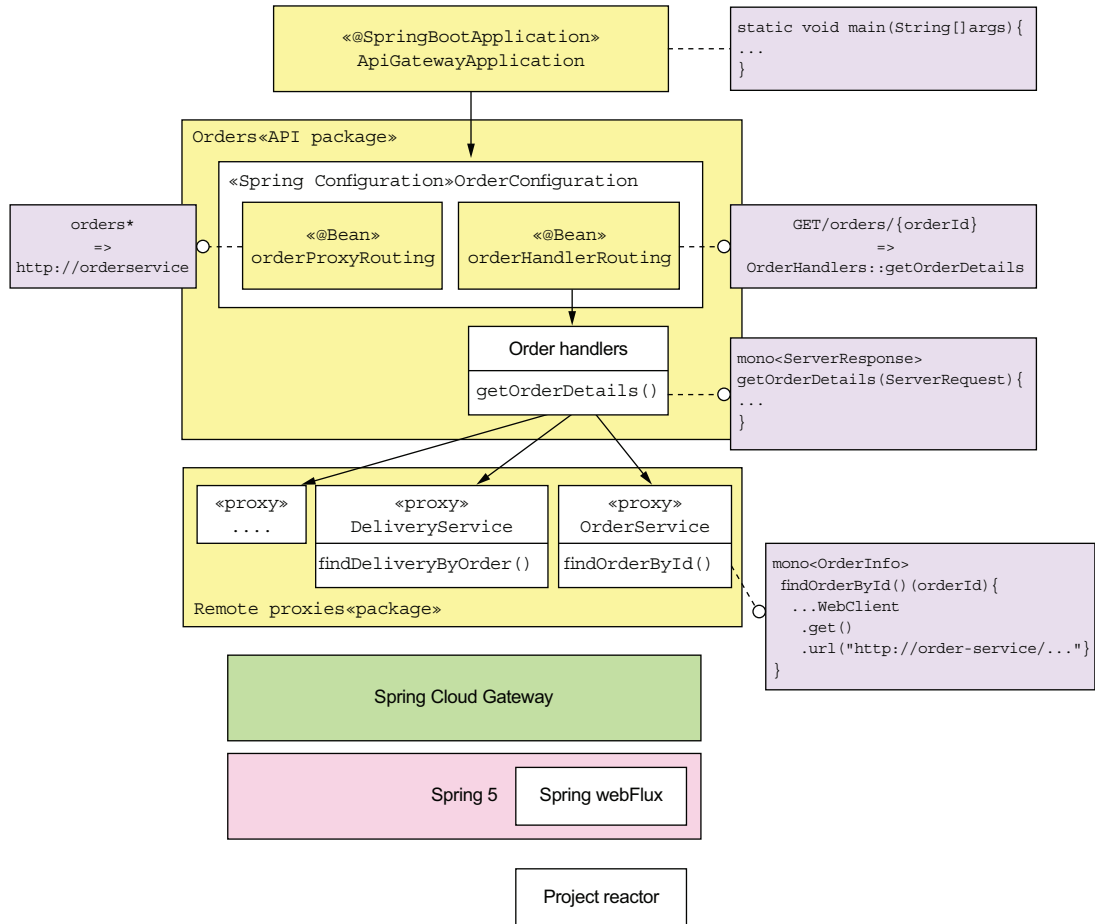 «@SpringBootApplication»
ApiGatewayApplication
static void main(String[]args){
...
}
Orders«API package»
«Spring Configuration»OrderConfiguration
orders*
=>
http://orderservice
«@Bean»
orderProxyRouting
«@Bean»
orderHandlerRouting
GET/orders/{orderId}
=>
OrderHandlers::getOrderDetails
Order handlers
getOrderDetails()
mono<ServerResponse>
getOrderDetails(ServerRequest){
...
}
«proxy»
....
«proxy»
DeliveryService
findDeliveryByOrder()
«proxy»
OrderService
findOrderById()
Remote proxies«package»
mono<OrderInfo>
findOrderById()(orderId){
...WebClient
.get()
.url("http://order-service/..."}
}
Spring Cloud Gateway
Spring 5
Spring webFlux
Project reactor